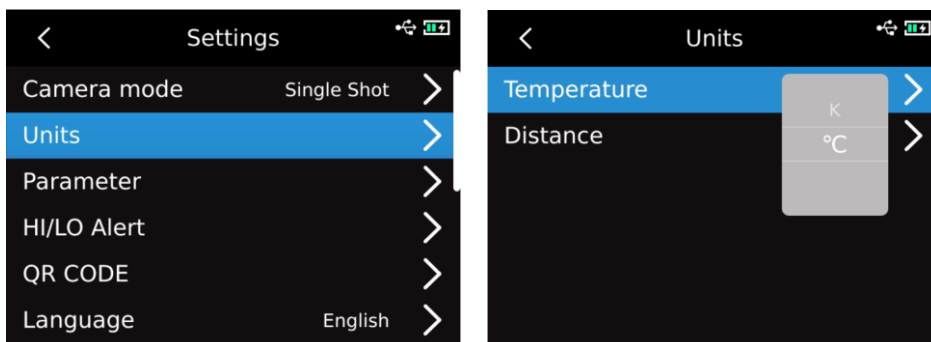 Settings
Camera mode Single Shot
Units
Parameter
HI/LO Alert
QR CODE
Language English
Units
Temperature
K
Distance
°C